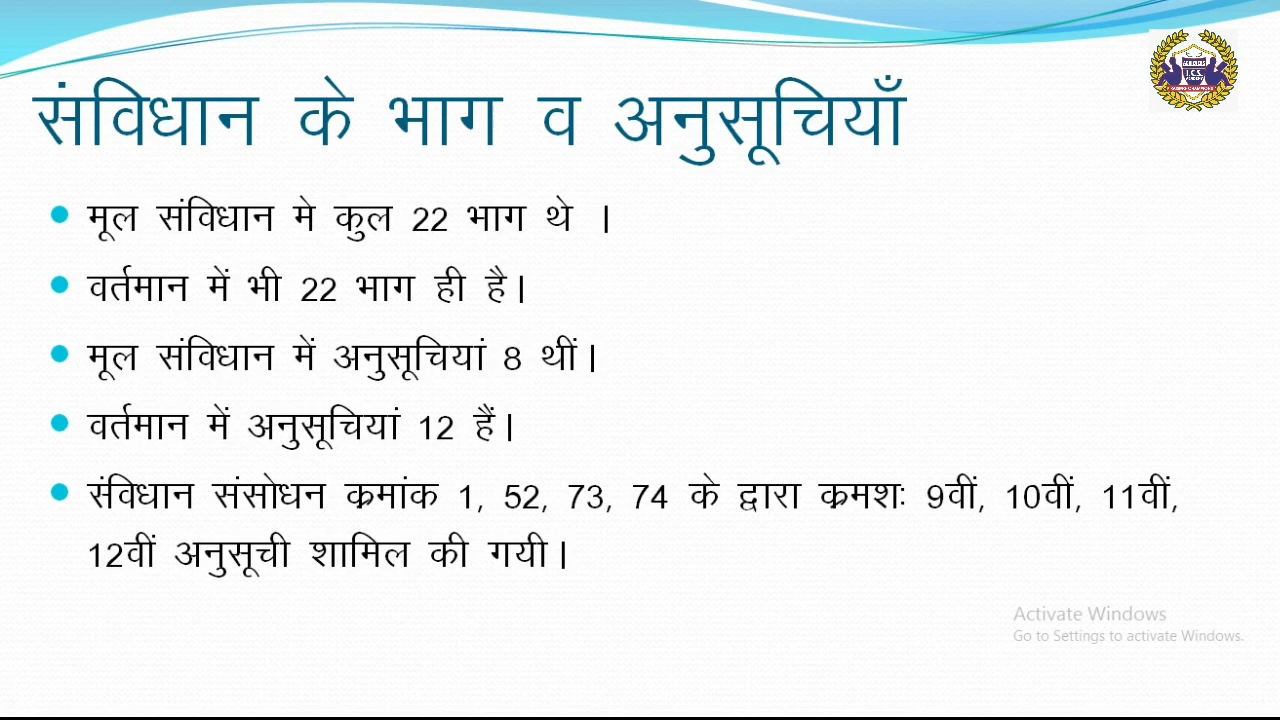 संविधान के भाग व अनुसूचियाँ
मूल संविधान मे कुल 22 भाग थे ।
वर्तमान में भी 22 भाग ही है।
मूल संविधान में अनुसूचियां 8 थीं।
वर्तमान में अनुसूचियां 12 हैं।
संविधान संसोधन क्रमांक 1, 52, 73, 74 के द्वारा क्रमशः 9वीं, 10वीं, 11वीं,
12वीं अनुसूची शामिल की गयी।
Activate Windows
Go to Settings to activate Windows.